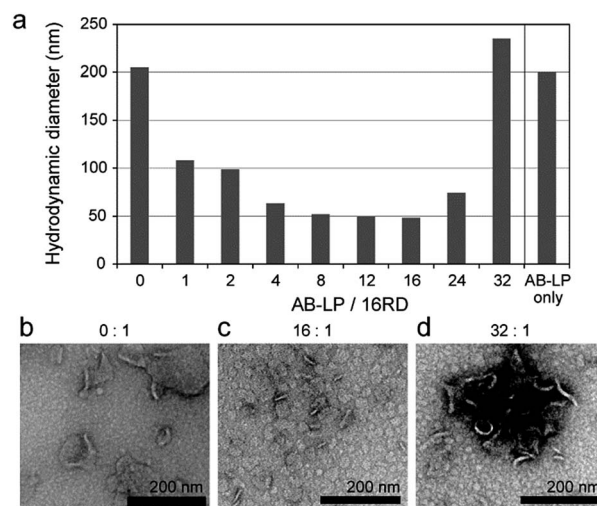 a
Hydrodynamic diameter (nm)
250
200
150
100
50
0
0 1 2 4 8 12 16 24 32 AB-LP
only
AB-LP / 16RD
b 0 : 1 c 16 : 1 d 32 : 1
200 nm 200 nm 200 nm